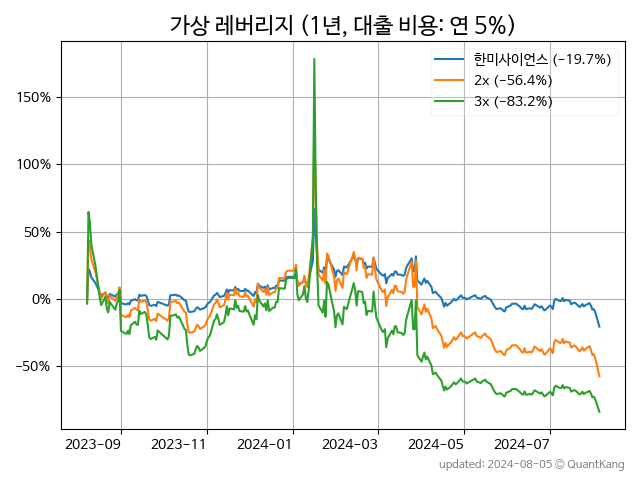 가상 레버리지 (1년, 대출 비용: 연 5%)
한미사이언스 (−19.7%)
2x (−56.4%)
3x (−83.2%)
150%
100%
50%
0%
−50%
2023-09 2023-11 2024-01 2024-03 2024-05 2024-07
updated: 2024-08-05 © QuantKang